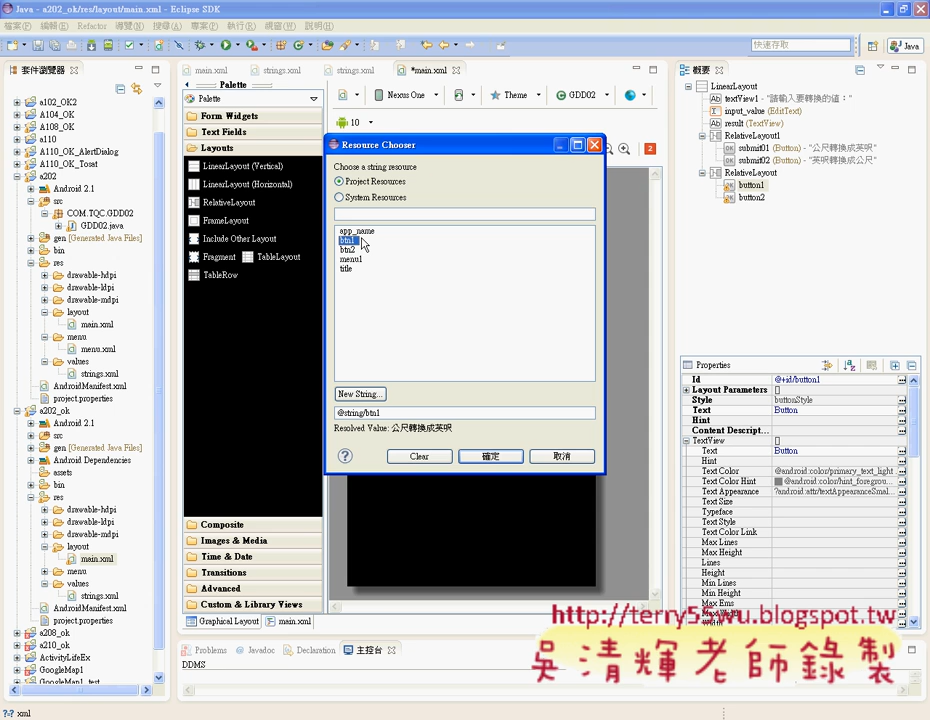 Java - a202_ok/res/layout/main.xml - Eclipse SDK
檔案(F) 編輯(E) Refactor 導覽(N) 搜尋(A) 專案(P) 執行(R) 視窗(W) 說明(H)
快速存取
Java
套件瀏覽器
a102_OK2
A104_OK
A108_OK
a110
A110_OK_AlertDialog
A110_OK_Tosat
a202
Android 2.1
src
COM.TQC.GDD02
GDD02.java
gen [Generated Java Files]
bin
res
drawable-hdpi
drawable-ldpi
drawable-mdpi
layout
main.xml
menu
menu.xml
values
strings.xml
AndroidManifest.xml
project.properties
a202_ok
Android 2.1
src
gen [Generated Java Files]
Android Dependencies
assets
bin
res
drawable-hdpi
drawable-ldpi
drawable-mdpi
layout
main.xml
menu
values
strings.xml
AndroidManifest.xml
project.properties
a208_ok
a210_ok
ActivityLifeEx
GoogleMap1
GoogleMap1_test
main.xml strings.xml strings.xml *main.xml
Palette
Palette
Form Widgets
Text Fields
Layouts
LinearLayout (Vertical)
LinearLayout (Horizontal)
RelativeLayout
FrameLayout
Include Other Layout
Fragment TableLayout
TableRow
Composite
Images & Media
Time & Date
Transitions
Advanced
Custom & Library Views
Graphical Layout main.xml
Nexus One Theme GDD02
10
2
Resource Chooser
Choose a string resource
Project Resources
System Resources
app_name
btn1
btn2
menu1
title
New String...
@string/btn1
Resolved Value: 公尺轉換成英呎
Clear 確定 取消
Problems Javadoc Declaration 主控台
DDMS
概要
LinearLayout
textView1 - "請輸入要轉換的值："
input_value (EditText)
result (TextView)
RelativeLayout1
submit01 (Button) - "公尺轉換成英呎"
submit02 (Button) - "英呎轉換成公尺"
RelativeLayout
button1
button2
Properties
Id @+id/button1
Layout Parameters []
Style buttonStyle
Text Button
Hint
Content Descript...
TextView []
Text Button
Hint
Text Color @android:color/primary_text_light
Text Color Hint @android:color/hint_foregrou...
Text Appearance ?android:attr/textAppearanceSmal...
Text Size
Typeface
Text Style
Text Color Link
Max Lines
Max Height
Lines
Height
Min Lines
Min Height
Max Ems
http://terry55.wu.blogspot.tw
吳清輝老師錄製
xml